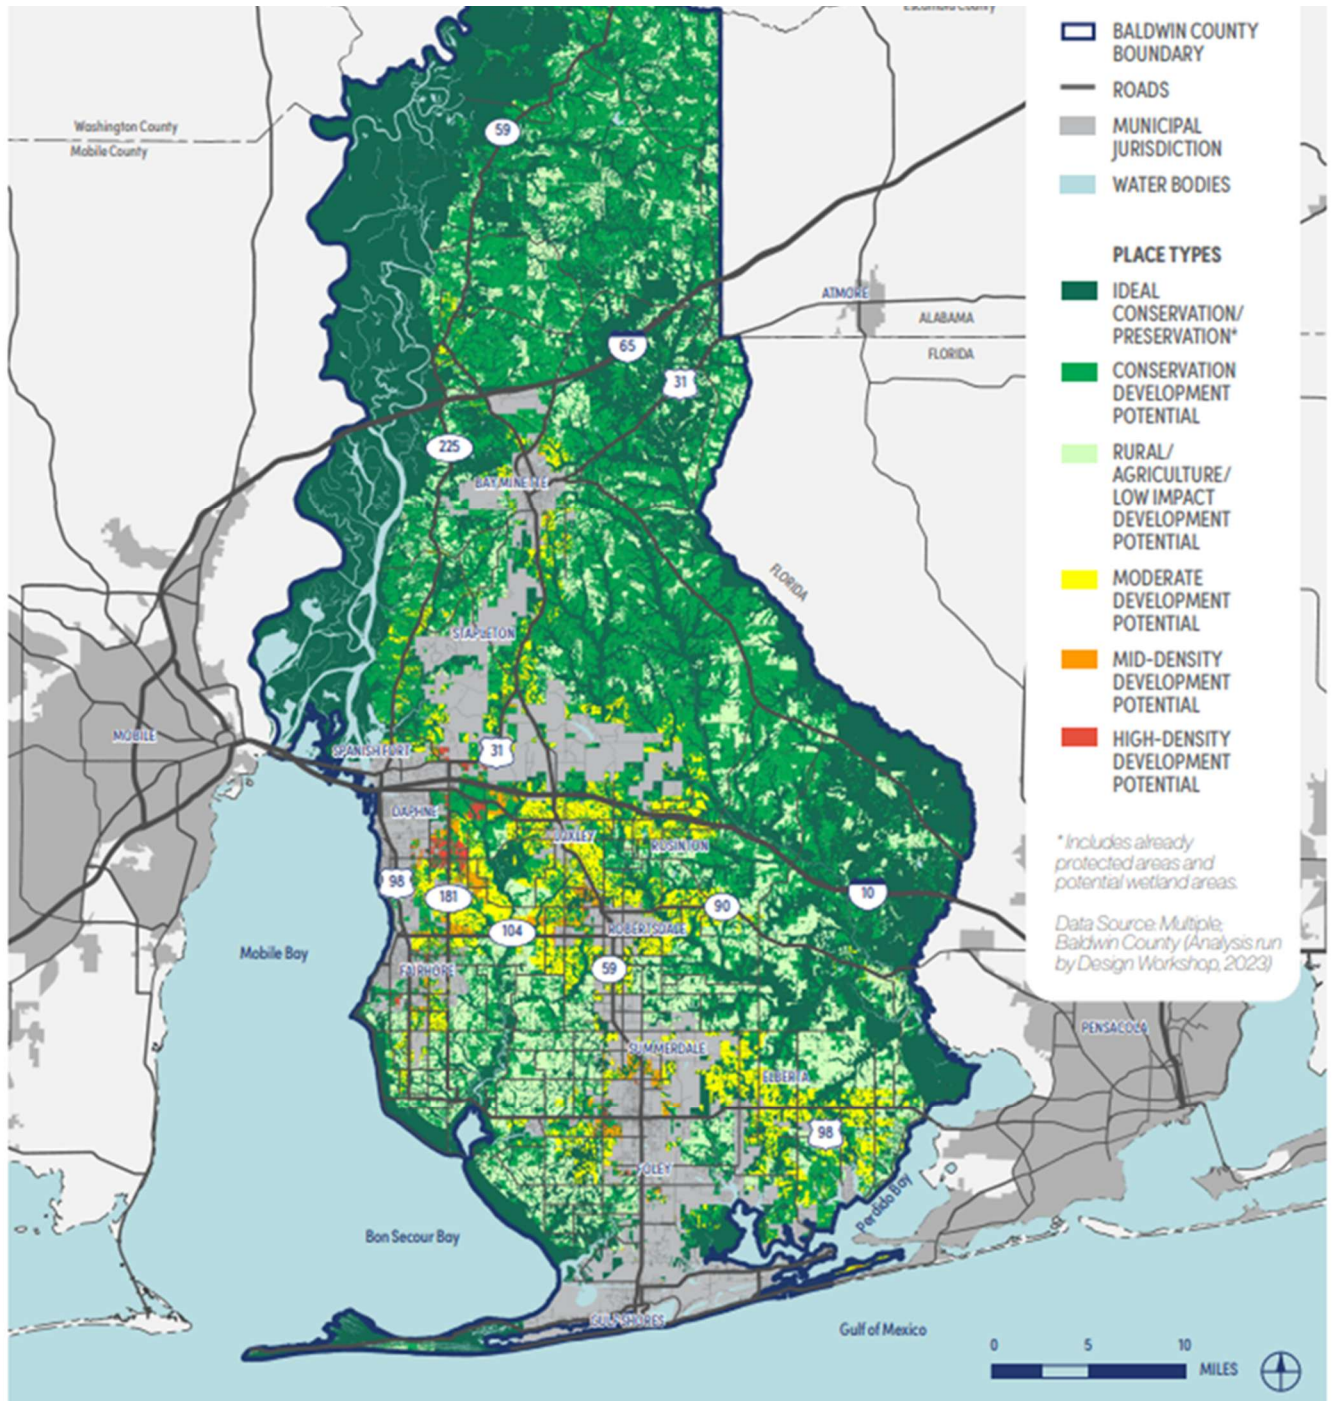 Escambia County
Washington County
Mobile County
59
65
31
225
ATMORE
ALABAMA
FLORIDA
BAY MINETTE
FLORIDA
STAPLETON
MOBILE
SPANISH FORT
31
DAPHNE
LOXLEY
ROSINTON
98
181
10
90
104
ROBERTSDALE
Mobile Bay
FAIRHOPE
59
PENSACOLA
SUMMERDALE
ELBERTA
98
FOLEY
Perdido Bay
Bon Secour Bay
GULF SHORES
Gulf of Mexico
BALDWIN COUNTY
BOUNDARY
ROADS
MUNICIPAL
JURISDICTION
WATER BODIES
PLACE TYPES
IDEAL
CONSERVATION/
PRESERVATION*
CONSERVATION
DEVELOPMENT
POTENTIAL
RURAL/
AGRICULTURE/
LOW IMPACT
DEVELOPMENT
POTENTIAL
MODERATE
DEVELOPMENT
POTENTIAL
MID-DENSITY
DEVELOPMENT
POTENTIAL
HIGH-DENSITY
DEVELOPMENT
POTENTIAL
* Includes already
protected areas and
potential wetland areas.
Data Source: Multiple,
Baldwin County (Analysis run
by Design Workshop, 2023)
0 5 10
MILES